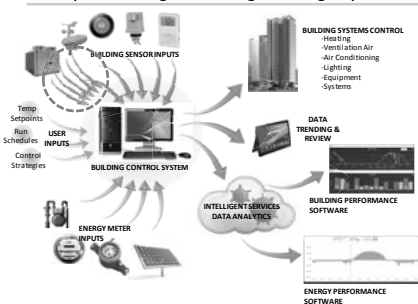 BUILDING SENSOR INPUTS
BUILDING SYSTEMS CONTROL
-Heating
-Ventilation Air
-Air Conditioning
-Lighting
-Equipment
-Systems
Temp
Setpoints
Run
Schedules
USER
INPUTS
Control
Strategies
BUILDING CONTROL SYSTEM
DATA
TRENDING &
REVIEW
INTELLIGENT SERVICES
DATA ANALYTICS
BUILDING PERFORMANCE
SOFTWARE
ENERGY METER
INPUTS
ENERGY PERFORMANCE
SOFTWARE